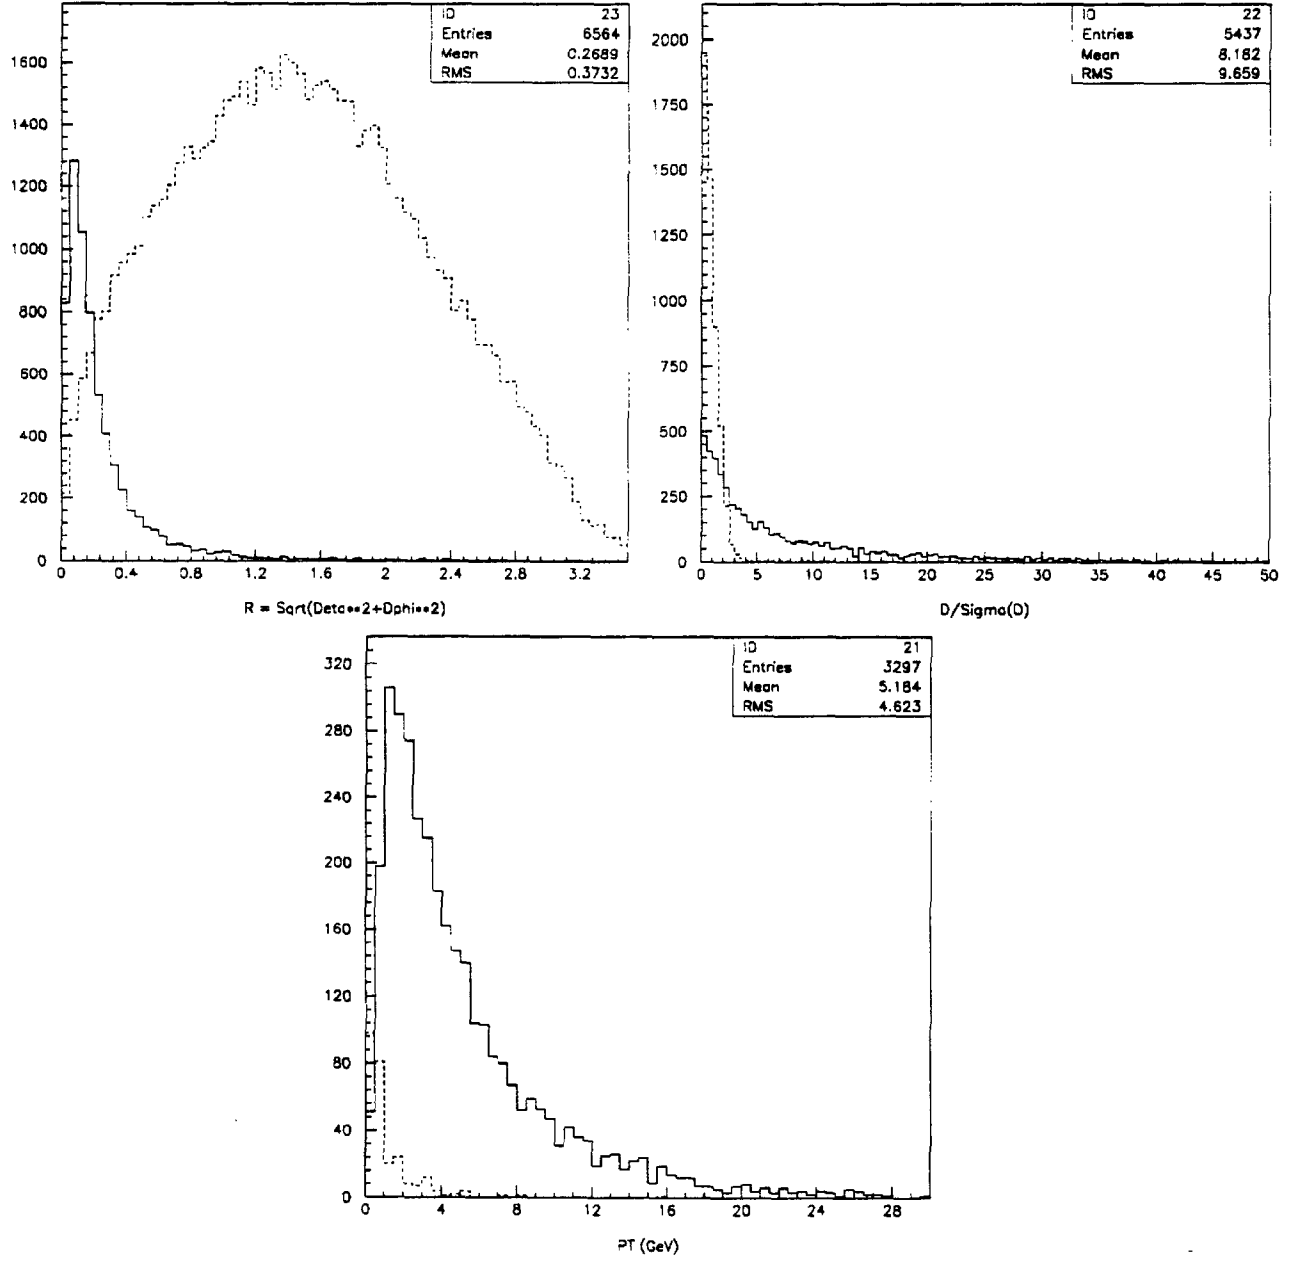 ID 23
Entries 6564
Mean 0.2689
RMS 0.3732
1600
1400
1200
1000
800
600
400
200
0
0 0.4 0.8 1.2 1.6 2 2.4 2.8 3.2
R = Sqrt(Deta**2+Dphi**2)
ID 22
Entries 5437
Mean 8.182
RMS 9.659
2000
1750
1500
1250
1000
750
500
250
0
0 5 10 15 20 25 30 35 40 45 50
D/Sigma(D)
ID 21
Entries 3297
Mean 5.184
RMS 4.623
320
280
240
200
160
120
80
40
0
0 4 8 12 16 20 24 28
PT (GeV)